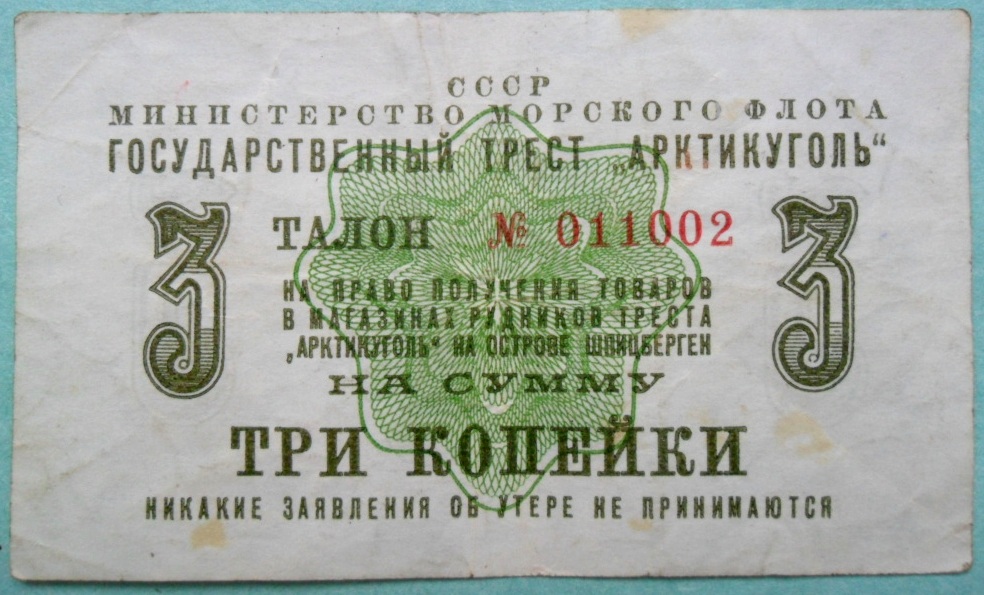 СССР
МИНИСТЕРСТВО МОРСКОГО ФЛОТА
ГОСУДАРСТВЕННЫЙ ТРЕСТ „АРКТИКУГОЛЬ“
3 ТАЛОН № 011002 3
НА ПРАВО ПОЛУЧЕНИЯ ТОВАРОВ
В МАГАЗИНАХ РУДНИКОВ ТРЕСТА
„АРКТИКУГОЛЬ“ НА ОСТРОВЕ ШПИЦБЕРГЕН
НА СУММУ
ТРИ КОПЕЙКИ
НИКАКИЕ ЗАЯВЛЕНИЯ ОБ УТЕРЕ НЕ ПРИНИМАЮТСЯ